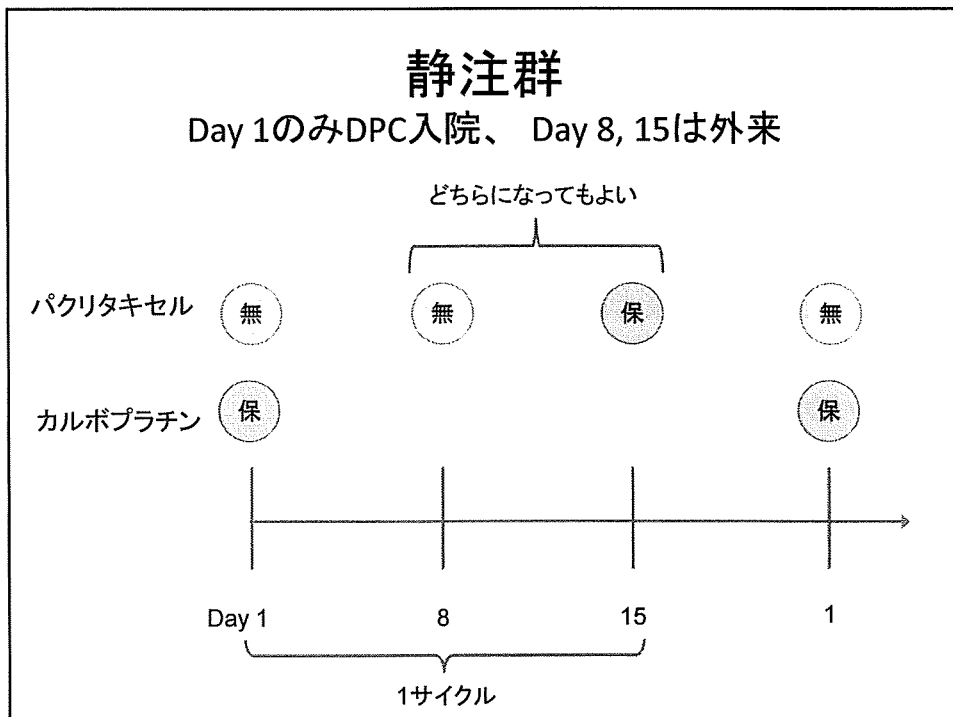 静注群
Day 1のみDPC入院、 Day 8, 15は外来
どちらになってもよい
パクリタキセル 無 無 保 無
カルボプラチン 保 保
Day 1 8 15 1
1サイクル